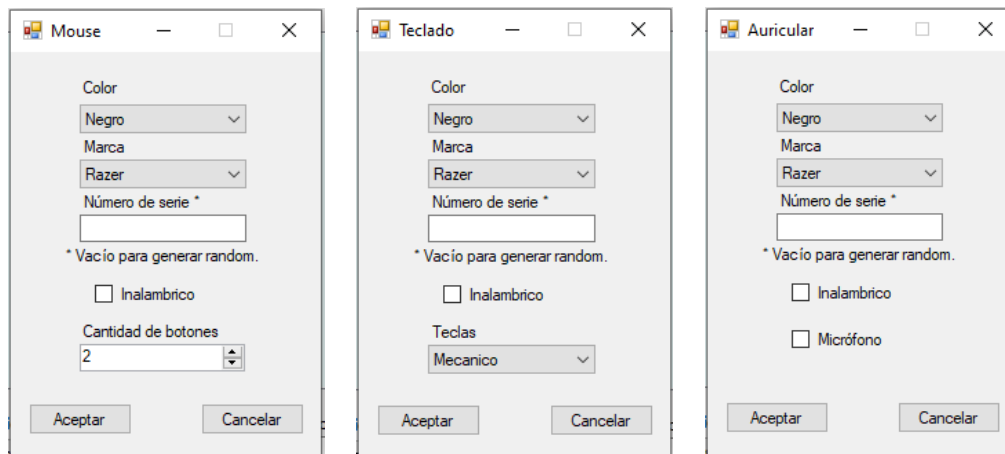 Mouse
Color
Negro
Marca
Razer
Número de serie *
* Vacío para generar random.
Inalambrico
Cantidad de botones
2
Aceptar
Cancelar
Teclado
Color
Negro
Marca
Razer
Número de serie *
* Vacío para generar random.
Inalambrico
Teclas
Mecanico
Aceptar
Cancelar
Auricular
Color
Negro
Marca
Razer
Número de serie *
* Vacío para generar random.
Inalambrico
Micrófono
Aceptar
Cancelar